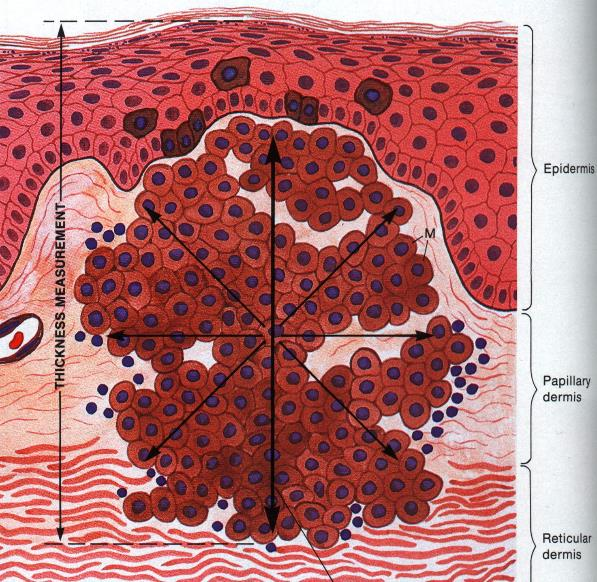 THICKNESS MEASUREMENT
M
Epidermis
Papillary
dermis
Reticular
dermis